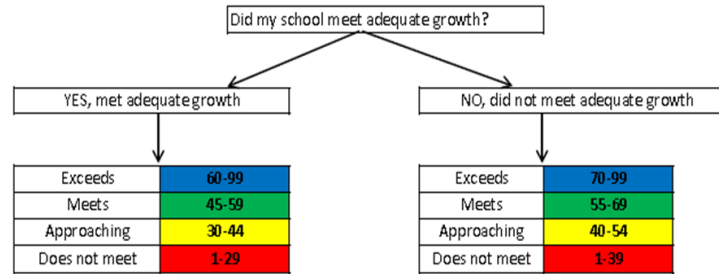 Did my school meet adequate growth?
YES, met adequate growth
NO, did not meet adequate growth
Exceeds 60-99
Meets 45-59
Approaching 30-44
Does not meet 1-29
Exceeds 70-99
Meets 55-69
Approaching 40-54
Does not meet 1-39